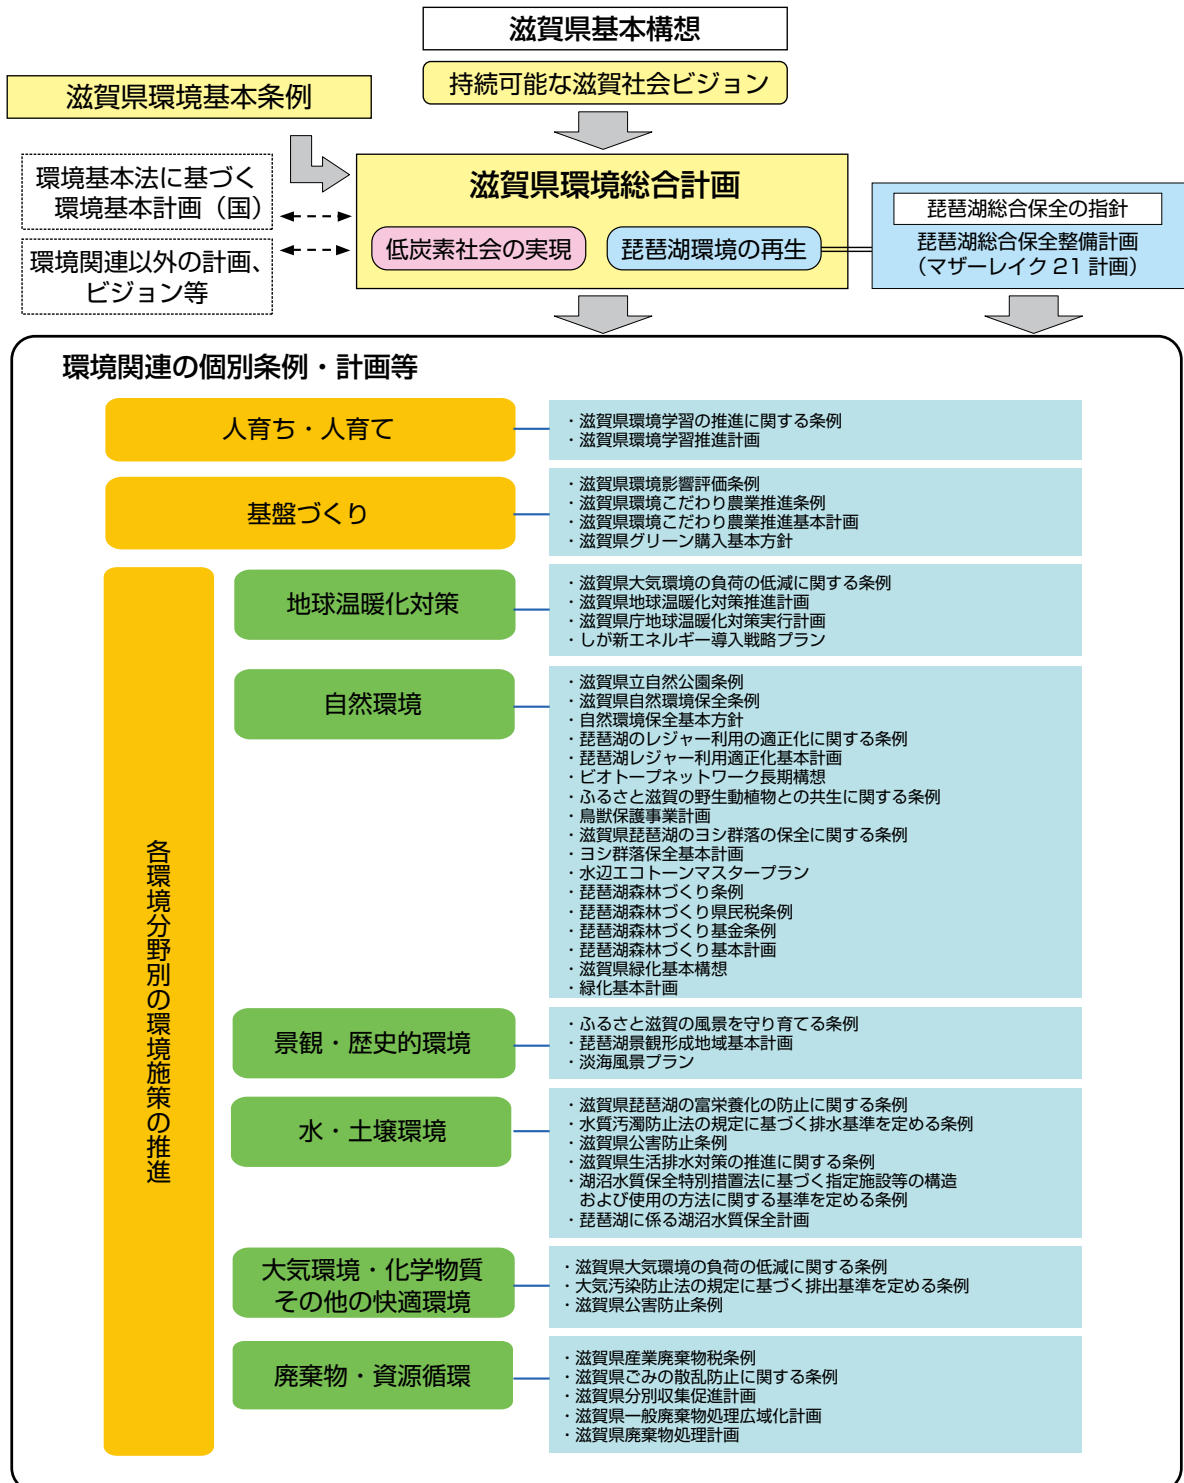 滋賀県基本構想
持続可能な滋賀社会ビジョン
滋賀県環境基本条例
環境基本法に基づく
環境基本計画（国）
環境関連以外の計画、
ビジョン等
滋賀県環境総合計画
低炭素社会の実現
琵琶湖環境の再生
琵琶湖総合保全の指針
琵琶湖総合保全整備計画
（マザーレイク 21 計画）
環境関連の個別条例・計画等
人育ち・人育て
・滋賀県環境学習の推進に関する条例
・滋賀県環境学習推進計画
基盤づくり
・滋賀県環境影響評価条例
・滋賀県環境こだわり農業推進条例
・滋賀県環境こだわり農業推進基本計画
・滋賀県グリーン購入基本方針
各環境分野別の環境施策の推進
地球温暖化対策
・滋賀県大気環境の負荷の低減に関する条例
・滋賀県地球温暖化対策推進計画
・滋賀県庁地球温暖化対策実行計画
・しが新エネルギー導入戦略プラン
自然環境
・滋賀県立自然公園条例
・滋賀県自然環境保全条例
・自然環境保全基本方針
・琵琶湖のレジャー利用の適正化に関する条例
・琵琶湖レジャー利用適正化基本計画
・ビオトープネットワーク長期構想
・ふるさと滋賀の野生動植物との共生に関する条例
・鳥獣保護事業計画
・滋賀県琵琶湖のヨシ群落の保全に関する条例
・ヨシ群落保全基本計画
・水辺エコトーンマスタープラン
・琵琶湖森林づくり条例
・琵琶湖森林づくり県民税条例
・琵琶湖森林づくり基金条例
・琵琶湖森林づくり基本計画
・滋賀県緑化基本構想
・緑化基本計画
景観・歴史的環境
・ふるさと滋賀の風景を守り育てる条例
・琵琶湖景観形成地域基本計画
・淡海風景プラン
水・土壌環境
・滋賀県琵琶湖の富栄養化の防止に関する条例
・水質汚濁防止法の規定に基づく排水基準を定める条例
・滋賀県公害防止条例
・滋賀県生活排水対策の推進に関する条例
・湖沼水質保全特別措置法に基づく指定施設等の構造
および使用の方法に関する基準を定める条例
・琵琶湖に係る湖沼水質保全計画
大気環境・化学物質
その他の快適環境
・滋賀県大気環境の負荷の低減に関する条例
・大気汚染防止法の規定に基づく排出基準を定める条例
・滋賀県公害防止条例
廃棄物・資源循環
・滋賀県産業廃棄物税条例
・滋賀県ごみの散乱防止に関する条例
・滋賀県分別収集促進計画
・滋賀県一般廃棄物処理広域化計画
・滋賀県廃棄物処理計画